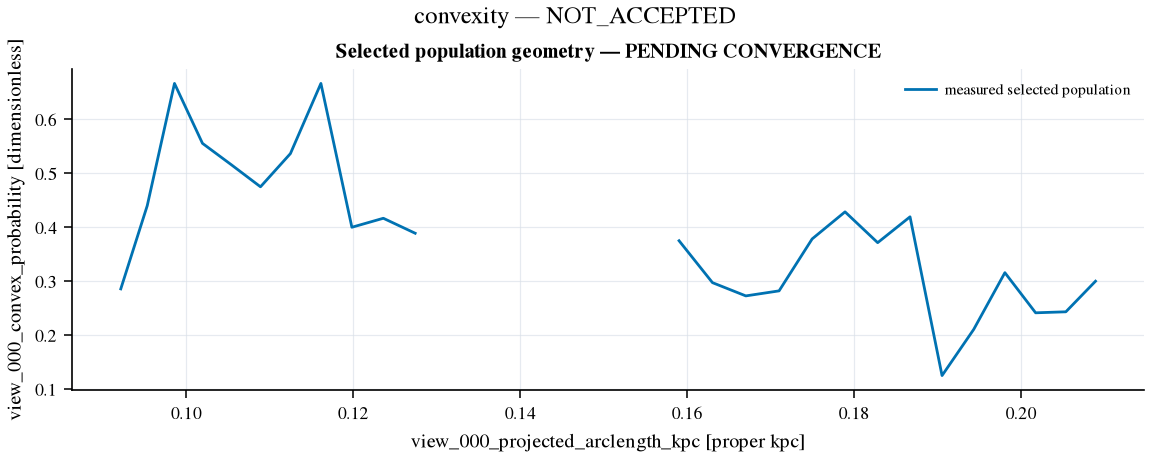 convexity — NOT_ACCEPTED
Selected population geometry — PENDING CONVERGENCE
measured selected population
view_000_convex_probability [dimensionless]
0.6
0.5
0.4
0.3
0.2
0.1
0.10 0.12 0.14 0.16 0.18 0.20
view_000_projected_arclength_kpc [proper kpc]